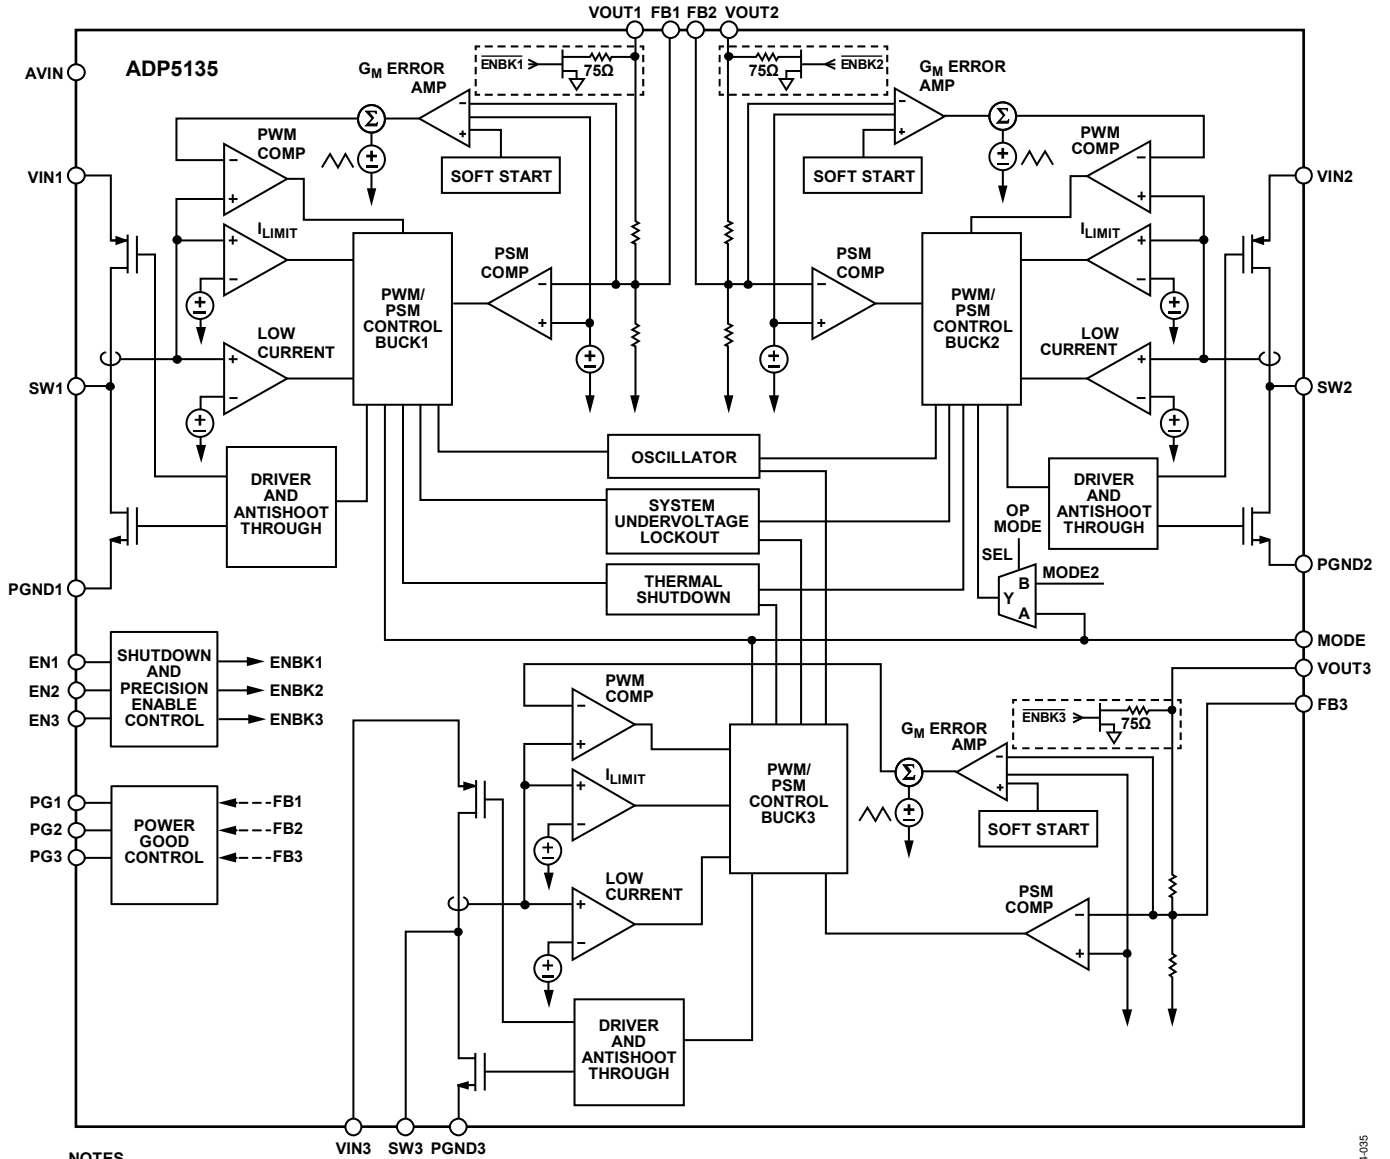 VOUT1 FB1 FB2 VOUT2
AVIN
ADP5135
ENBK1
75Ω
75Ω
ENBK2
GM ERROR
AMP
GM ERROR
AMP
Σ
Σ
PWM
COMP
PWM
COMP
SOFT START
SOFT START
VIN1
VIN2
ILIMIT
ILIMIT
PSM
COMP
PSM
COMP
PWM/
PSM
CONTROL
BUCK1
PWM/
PSM
CONTROL
BUCK2
LOW
CURRENT
LOW
CURRENT
SW1
SW2
OSCILLATOR
DRIVER
AND
ANTISHOOT
THROUGH
DRIVER
AND
ANTISHOOT
THROUGH
SYSTEM
UNDERVOLTAGE
LOCKOUT
OP
MODE
SEL
B
MODE2
Y
A
THERMAL
SHUTDOWN
PGND1
PGND2
MODE
VOUT3
FB3
EN1
EN2
EN3
SHUTDOWN
AND
PRECISION
ENABLE
CONTROL
ENBK1
ENBK2
ENBK3
PWM
COMP
ENBK3
75Ω
GM ERROR
AMP
Σ
ILIMIT
PWM/
PSM
CONTROL
BUCK3
SOFT START
PG1
PG2
PG3
POWER
GOOD
CONTROL
FB1
FB2
FB3
LOW
CURRENT
PSM
COMP
DRIVER
AND
ANTISHOOT
THROUGH
VIN3 SW3 PGND3
NOTES
-035